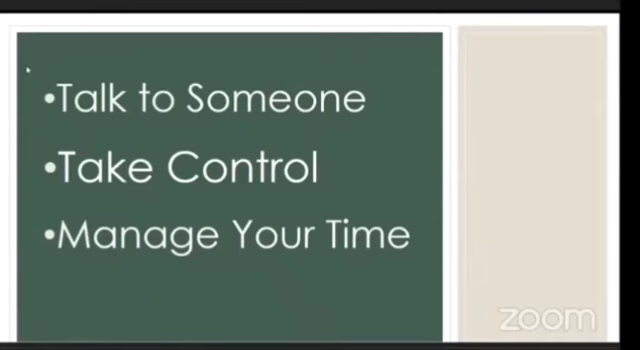 •Talk to Someone
•Take Control
•Manage Your Time
zoom